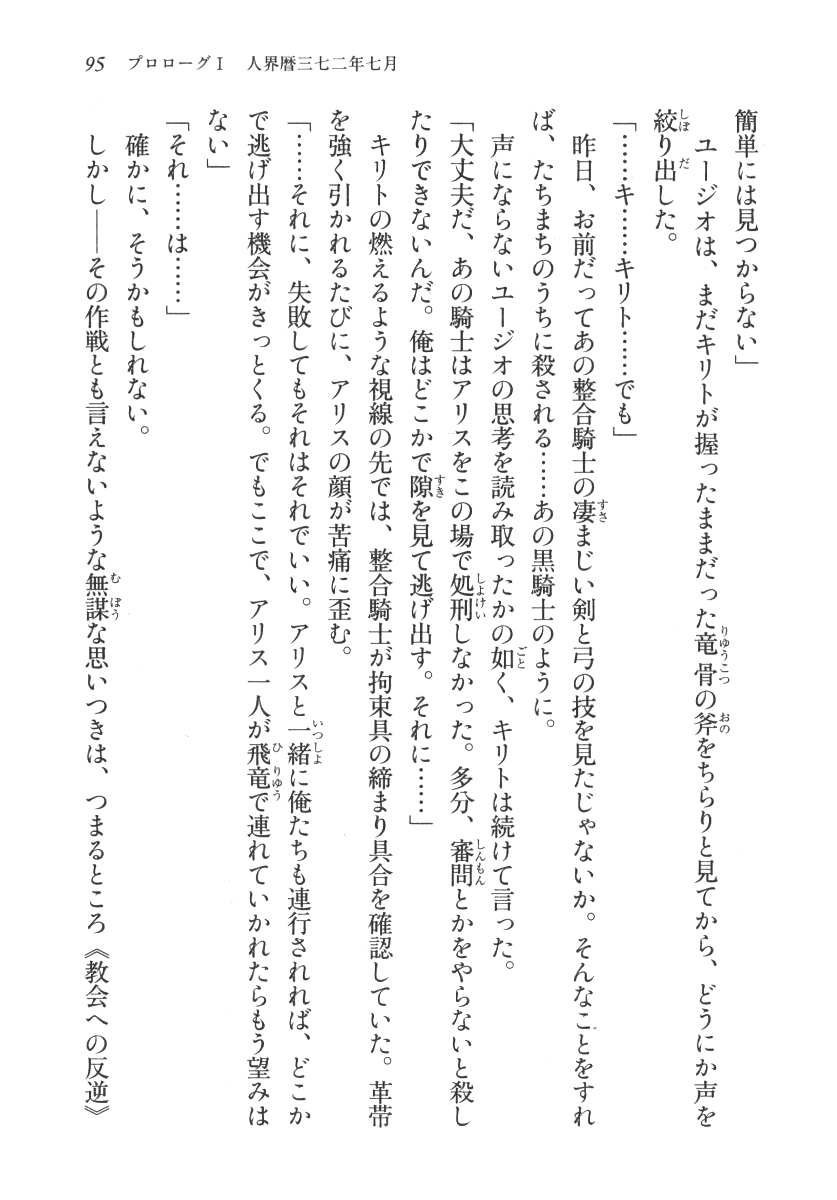 95　プロローグⅠ　人界暦三七二年七月
簡単には見つからない」
　ユージオは、まだキリトが握ったままだった竜骨の斧をちらりと見てから、どうにか声を
絞り出した。
「……キ……キリト……でも」
　昨日、お前だってあの整合騎士の凄まじい剣と弓の技を見たじゃないか。そんなことをすれ
ば、たちまちのうちに殺される……あの黒騎士のように。
　声にならないユージオの思考を読み取ったかの如く、キリトは続けて言った。
「大丈夫だ、あの騎士はアリスをこの場で処刑しなかった。多分、審問とかをやらないと殺し
たりできないんだ。俺はどこかで隙を見て逃げ出す。それに……」
　キリトの燃えるような視線の先では、整合騎士が拘束具の締まり具合を確認していた。革帯
を強く引かれるたびに、アリスの顔が苦痛に歪む。
「……それに、失敗してもそれはそれでいい。アリスと一緒に俺たちも連行されれば、どこか
で逃げ出す機会がきっとくる。でもここで、アリス一人が飛竜で連れていかれたらもう望みは
ない」
「それ……は……」
　確かに、そうかもしれない。
　しかし――その作戦とも言えないような無謀な思いつきは、つまるところ《教会への反逆》